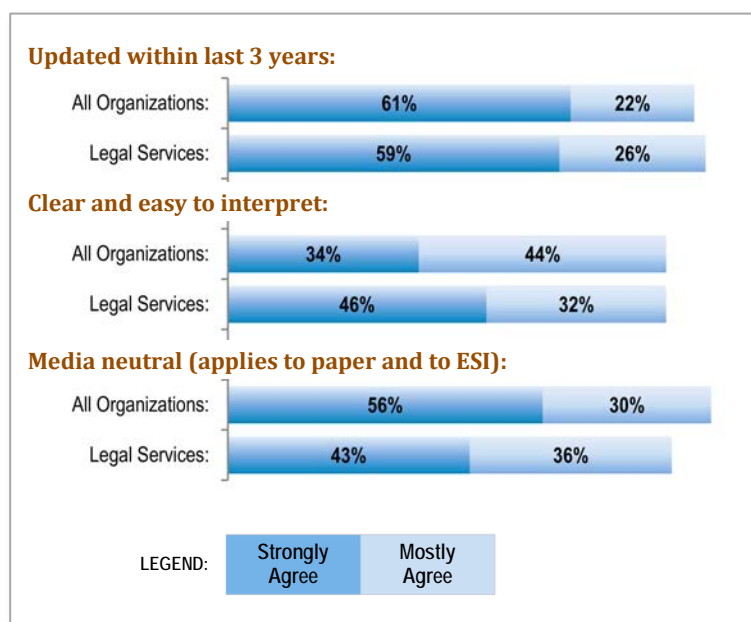 Updated within last 3 years:
All Organizations: 61% 22%
Legal Services: 59% 26%
Clear and easy to interpret:
All Organizations: 34% 44%
Legal Services: 46% 32%
Media neutral (applies to paper and to ESI):
All Organizations: 56% 30%
Legal Services: 43% 36%
LEGEND: Strongly Agree Mostly Agree